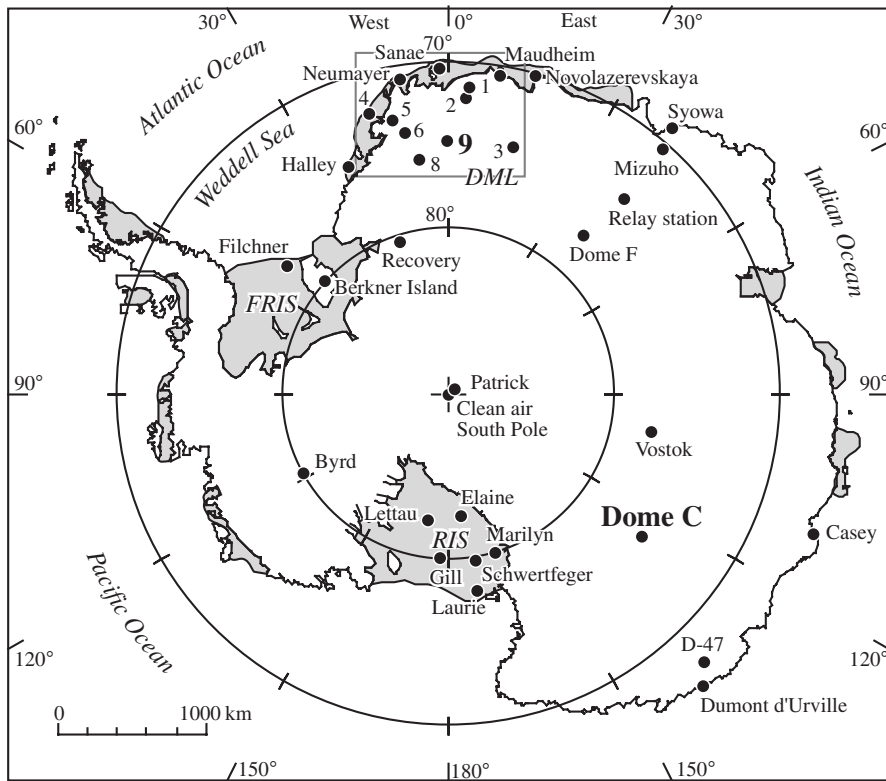 30°
West
0°
East
30°
70°
Sanae
Maudheim
Neumayer
Novolazerevskaya
Atlantic Ocean
1
2
4
5
Syowa
60°
6
9
3
60°
Weddell Sea
Halley
8
DML
Mizuho
Indian Ocean
Relay station
80°
Filchner
Recovery
Dome F
Berkner Island
FRIS
90°
Patrick
90°
Clean air
South Pole
Vostok
Byrd
Elaine
Lettau
Dome C
RIS
Marilyn
Casey
Gill
Schwertfeger
Laurie
Pacific Ocean
120°
D-47
120°
Dumont d'Urville
0
1000 km
150°
180°
150°